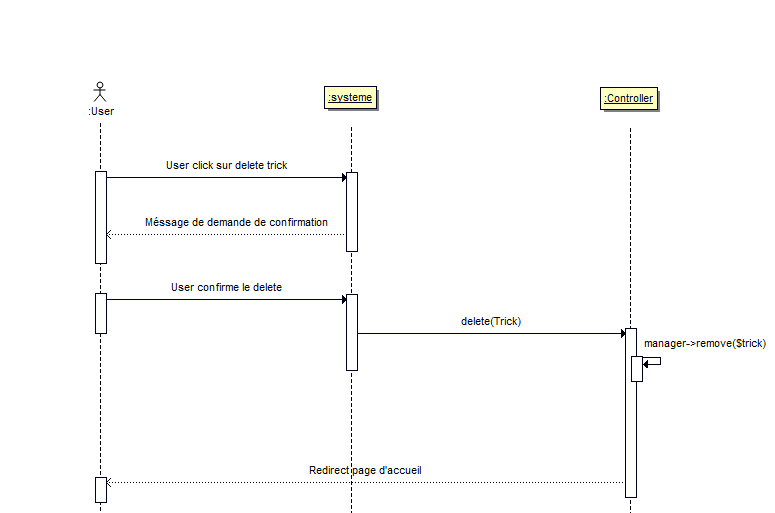 :User
:systeme
:Controller
User click sur delete trick
Méssage de demande de confirmation
User confirme le delete
delete(Trick)
manager->remove($trick)
Redirect page d'accueil